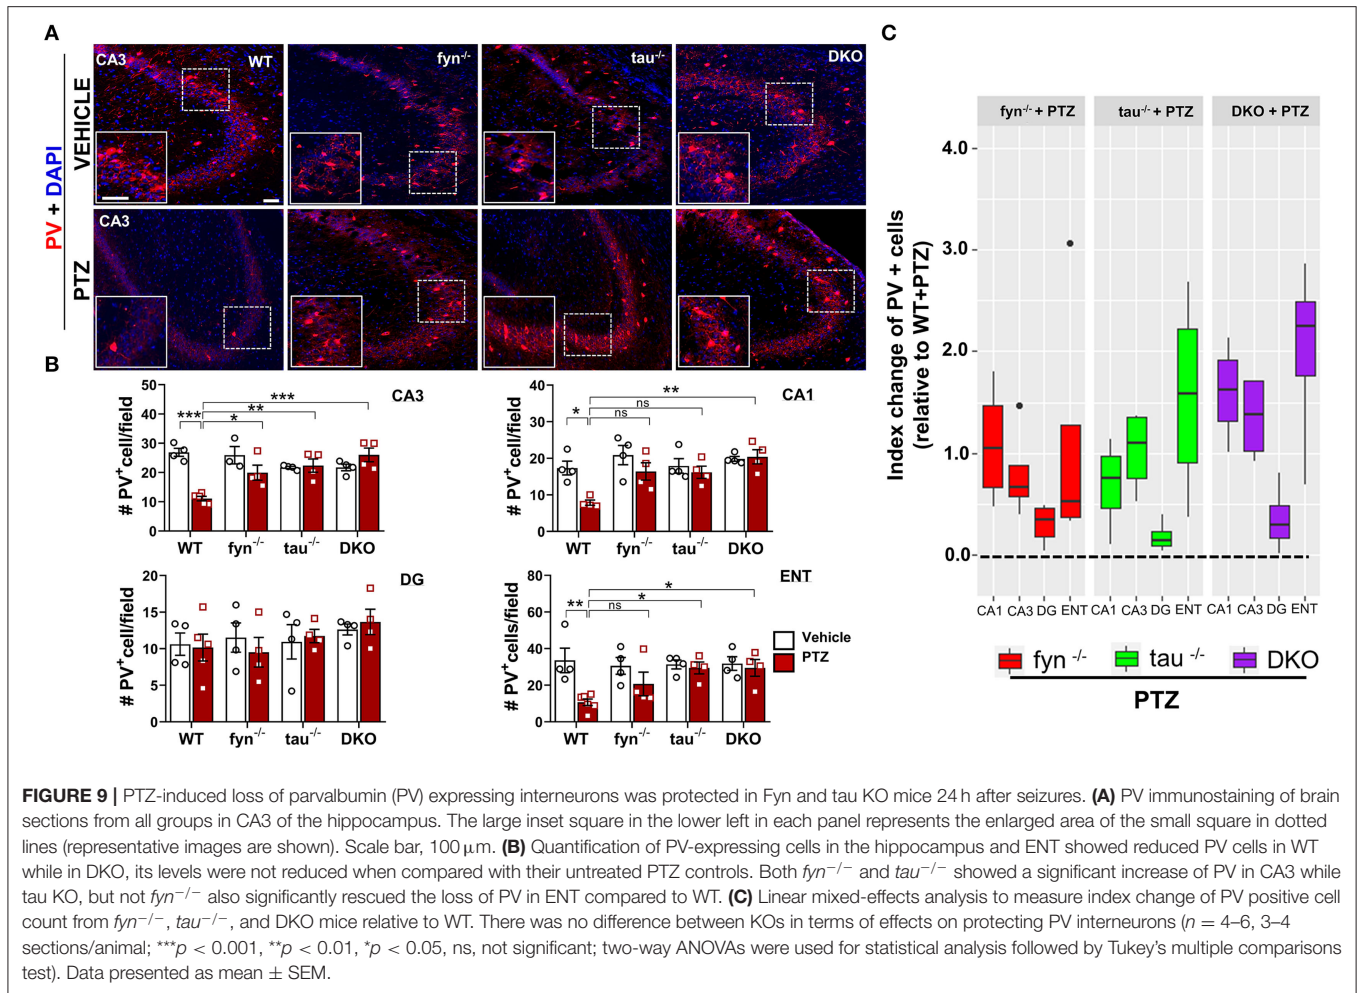 A
C
CA3
WT
fyn-/-
tau-/-
DKO
VEHICLE
PV + DAPI
CA3
PTZ
B
CA3
# PV+cell/field
50
40
30
20
10
0
***
*
**
***
WT
fyn-/-
tau-/-
DKO
CA1
# PV+cell/field
40
30
20
10
0
*
ns
ns
**
WT
fyn-/-
tau-/-
DKO
DG
# PV+cell/field
20
15
10
5
0
WT
fyn-/-
tau-/-
DKO
ENT
# PV+cells/field
80
60
40
20
0
**
ns
*
*
WT
fyn-/-
tau-/-
DKO
Vehicle
PTZ
fyn-/- + PTZ
tau-/- + PTZ
DKO + PTZ
Index change of PV + cells
(relative to WT+PTZ)
4.0
3.0
2.0
1.0
0.0
CA1 CA3 DG ENT
CA1 CA3 DG ENT
CA1 CA3 DG ENT
fyn -/-
tau -/-
DKO
PTZ
FIGURE 9 | PTZ-induced loss of parvalbumin (PV) expressing interneurons was protected in Fyn and tau KO mice 24 h after seizures. (A) PV immunostaining of brain
sections from all groups in CA3 of the hippocampus. The large inset square in the lower left in each panel represents the enlarged area of the small square in dotted
lines (representative images are shown). Scale bar, 100 μm. (B) Quantification of PV-expressing cells in the hippocampus and ENT showed reduced PV cells in WT
while in DKO, its levels were not reduced when compared with their untreated PTZ controls. Both fyn−/− and tau−/− showed a significant increase of PV in CA3 while
tau KO, but not fyn−/− also significantly rescued the loss of PV in ENT compared to WT. (C) Linear mixed-effects analysis to measure index change of PV positive cell
count from fyn−/−, tau−/−, and DKO mice relative to WT. There was no difference between KOs in terms of effects on protecting PV interneurons (n = 4–6, 3–4
sections/animal; ***p < 0.001, **p < 0.01, *p < 0.05, ns, not significant; two-way ANOVAs were used for statistical analysis followed by Tukey's multiple comparisons
test). Data presented as mean ± SEM.